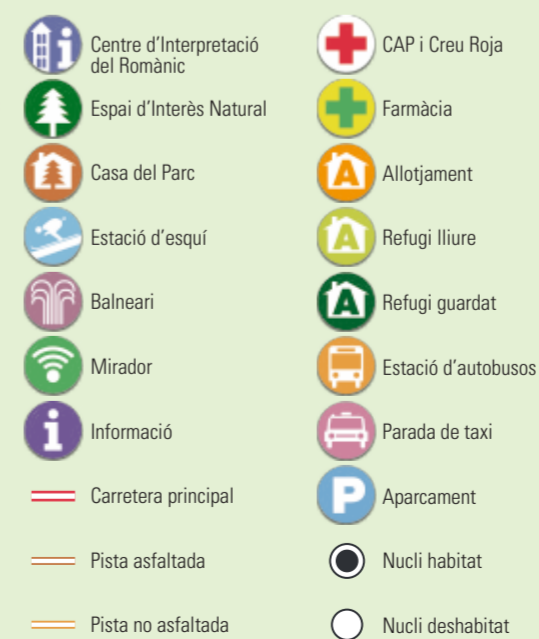 Centre d'Interpretació
del Romànic
Espai d'Interès Natural
Casa del Parc
Estació d'esquí
Balneari
Mirador
Informació
Carretera principal
Pista asfaltada
Pista no asfaltada
CAP i Creu Roja
Farmàcia
A
Allotjament
A
Refugi lliure
A
Refugi guardat
Estació d'autobusos
Parada de taxi
P
Aparcament
Nucli habitat
Nucli deshabitat